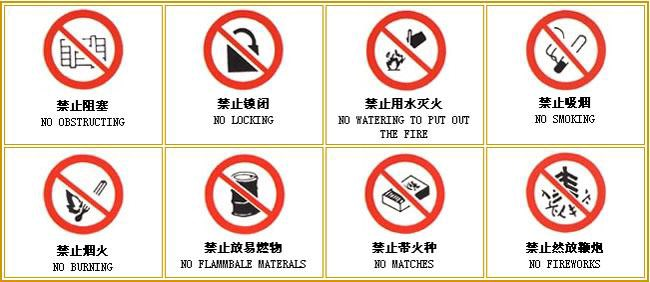 禁止阻塞
NO OBSTRUCTING
禁止锁闭
NO LOCKING
禁止用水灭火
NO WATERING TO PUT OUT
THE FIRE
禁止吸烟
NO SMOKING
禁止烟火
NO BURNING
禁止放易燃物
NO FLAMMBALE MATERALS
禁止带火种
NO MATCHES
禁止然放鞭炮
NO FIREWORKS